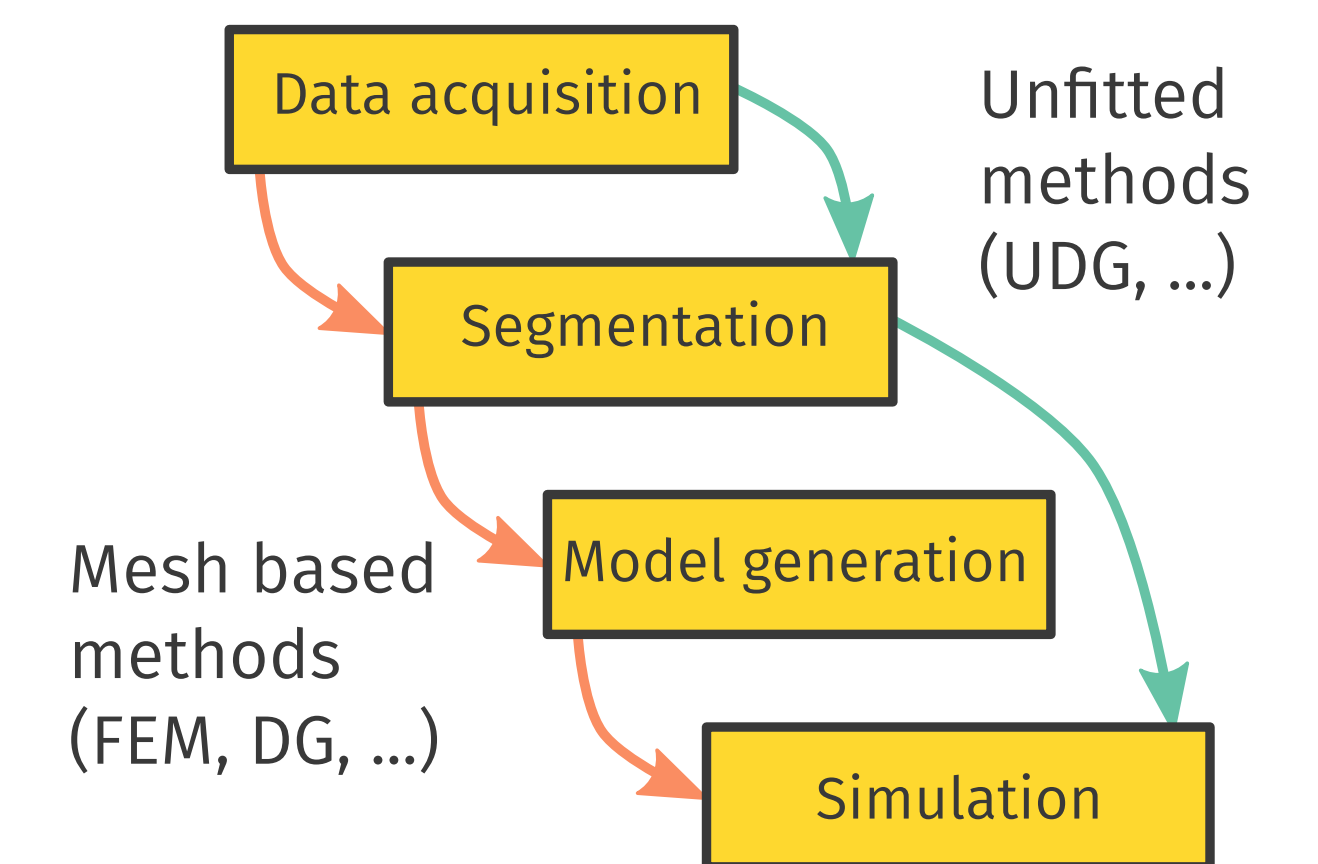 Data acquisition
Unfitted
methods
(UDG, ...)
Segmentation
Model generation
Mesh based
methods
(FEM, DG, ...)
Simulation